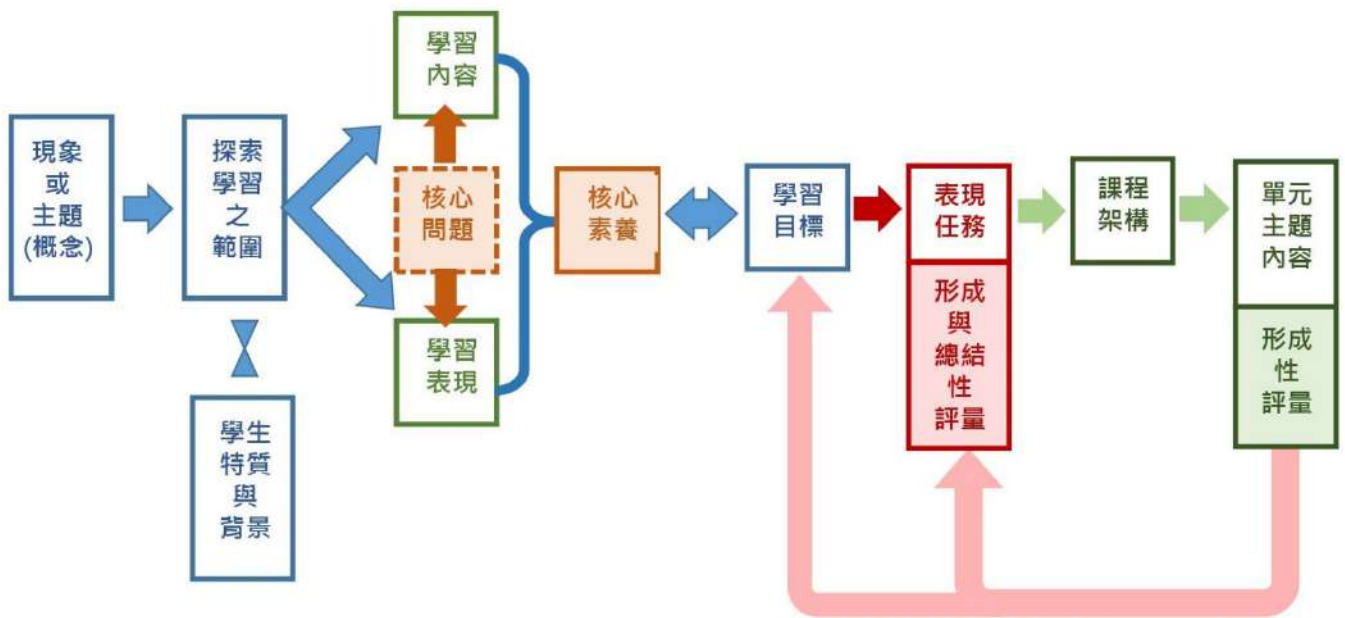 現象
或
主題
(概念)
探索
學習
之
範圍
學生
特質
與
背景
學習
內容
核心
問題
學習
表現
核心
素養
學習
目標
表現
任務
形成
與
總結
性
評量
課程
架構
單元
主題
內容
形成
性
評量